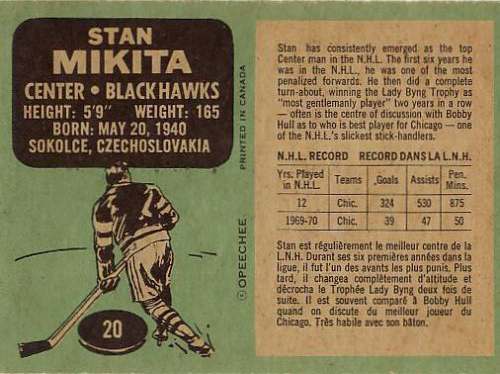 STAN
MIKITA
CENTER • BLACK HAWKS
HEIGHT: 5'9" WEIGHT: 165
BORN: MAY 20, 1940
SOKOLCE, CZECHOSLOVAKIA
20
© OPEECHEE
PRINTED IN CANADA
Stan has consistently emerged as the top
Center man in the N.H.L. The first six years he
was in the N.H.L., he was one of the most
penalized forwards. He then did a complete
turn-about, winning the Lady Byng Trophy as
"most gentlemanly player" two years in a row
— often is the centre of discussion with Bobby
Hull as to who is best player for Chicago — one
of the N.H.L.'s slickest stick-handlers.
N.H.L. RECORD RECORD DANS LA L.N.H.
Yrs. Played in N.H.L. Teams Goals Assists Pen. Mins.
12 Chic. 324 530 875
1969-70 Chic. 39 47 50
Stan est régulièrement le meilleur centre de la
L.N.H. Durant ses six premières années dans la
ligue, il fut l'un des avants les plus punis. Plus
tard, il changea complètement d'attitude et
décrocha le Trophée Lady Byng deux fois de
suite. Il est souvent comparé à Bobby Hull
quand on discute du meilleur joueur du
Chicago. Très habile avec son bâton.